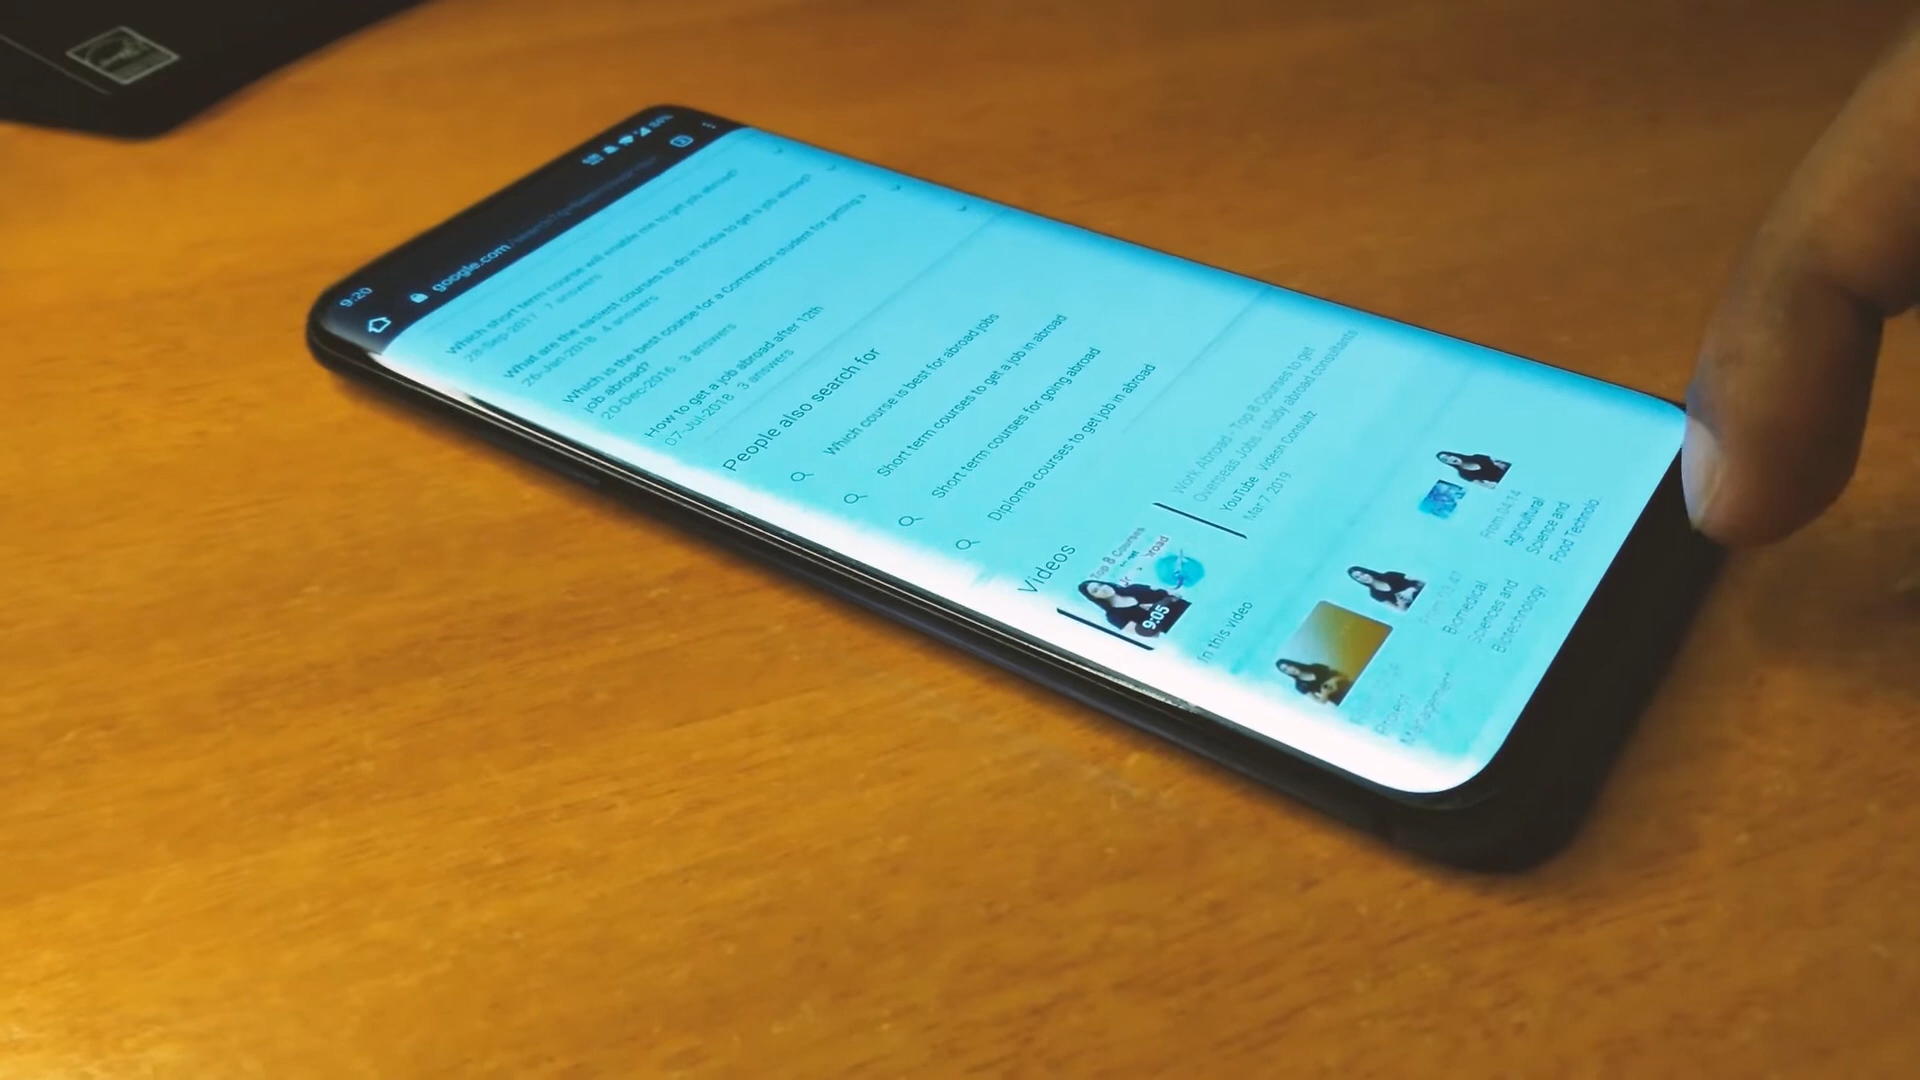 9:20
84%
google.com
Which short term course will enable me to get job abroad?
28-Sep-2017 7 answers
What are the easiest courses to do in India to get a job abroad?
26-Jan-2018 · 4 answers
Which is the best course for a Commerce student for getting a
job abroad?
20-Dec-2016 · 3 answers
How to get a job abroad after 12th
07-Jul-2018 · 3 answers
People also search for
Which course is best for abroad jobs
Short term courses to get a job in abroad
Short term courses for going abroad
Diploma courses to get job in abroad
Videos
Top 8 Courses
9:05
Work Abroad - Top 8 Courses to get
Overseas Jobs - study abroad consultants
YouTube · Videsh Consultz
Mar 7 2019
In this video
Project
Management
From
Biomedical
Sciences and
Biotechnology
From 04:14
Agricultural
Science and
Food Technolo.